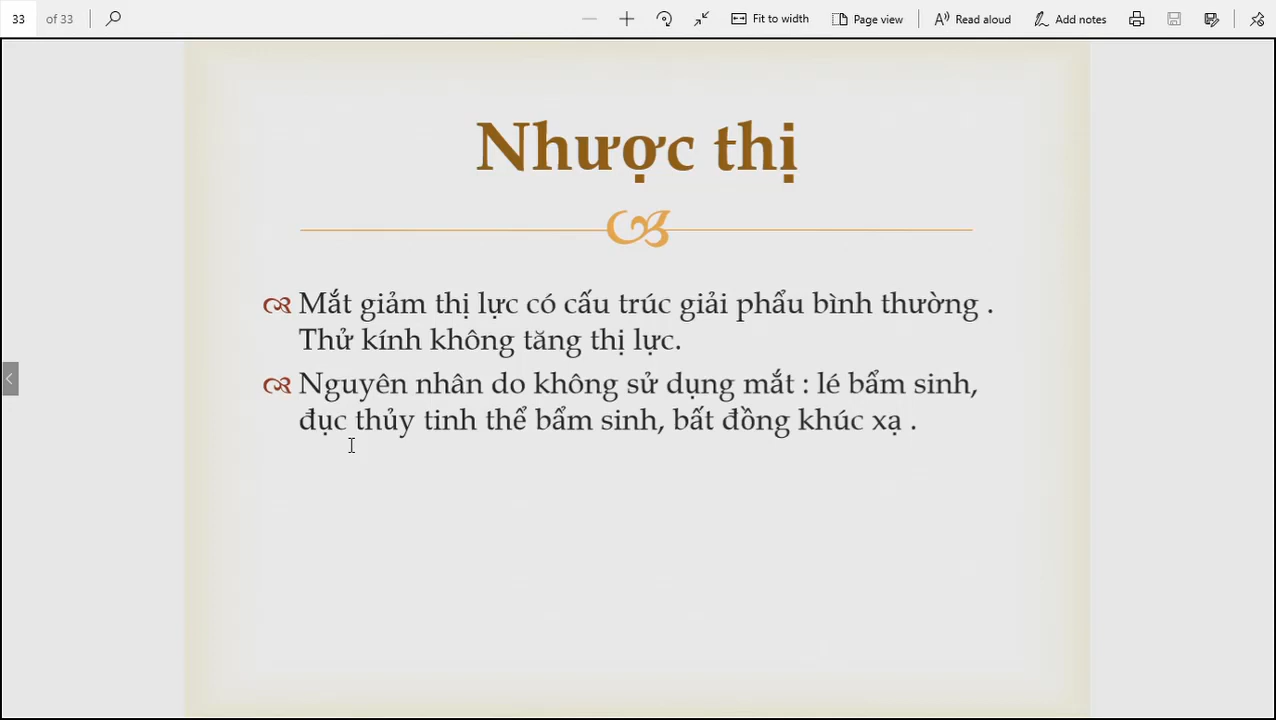 33 of 33 Fit to width Page view Read aloud Add notes
Nhược thị
Mắt giảm thị lực có cấu trúc giải phẩu bình thường .
Thử kính không tăng thị lực.
Nguyên nhân do không sử dụng mắt : lé bẩm sinh,
đục thủy tinh thể bẩm sinh, bất đồng khúc xạ .